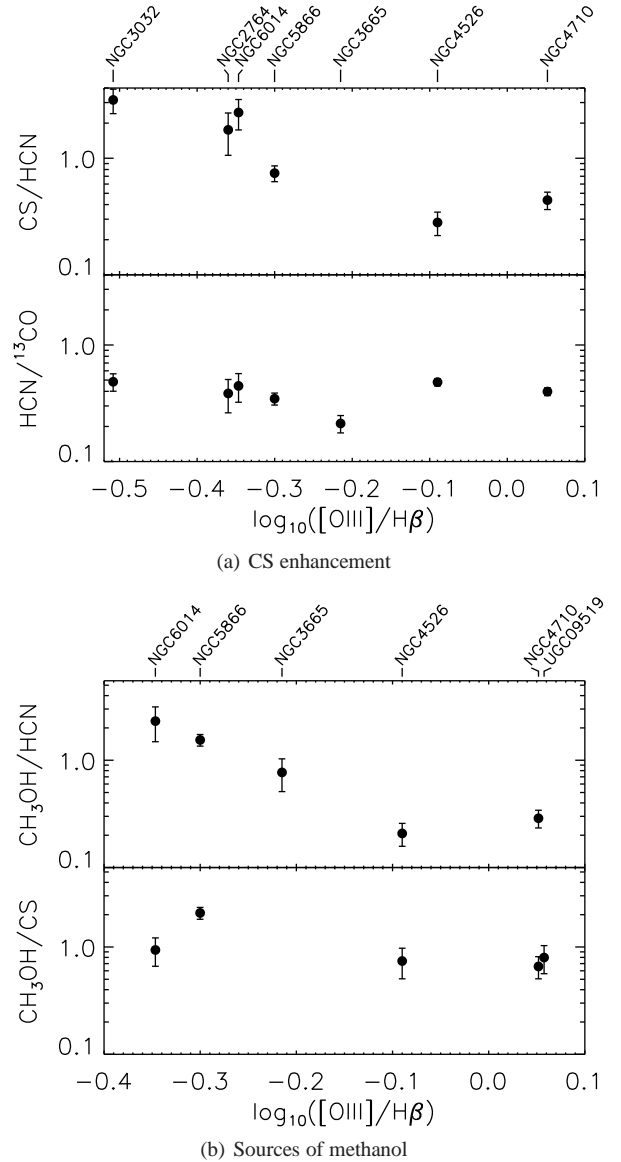 NGC3032 NGC2764 NGC6014 NGC5866 NGC3665 NGC4526 NGC4710
CS/HCN
1.0
0.1
HCN/¹³CO
1.0
0.1
−0.5 −0.4 −0.3 −0.2 −0.1 0.0 0.1
log₁₀([OIII]/Hβ)
(a) CS enhancement
NGC6014 NGC5866 NGC3665 NGC4526 NGC4710 UGC09519
CH₃OH/HCN
1.0
0.1
CH₃OH/CS
1.0
0.1
−0.4 −0.3 −0.2 −0.1 0.0 0.1
log₁₀([OIII]/Hβ)
(b) Sources of methanol